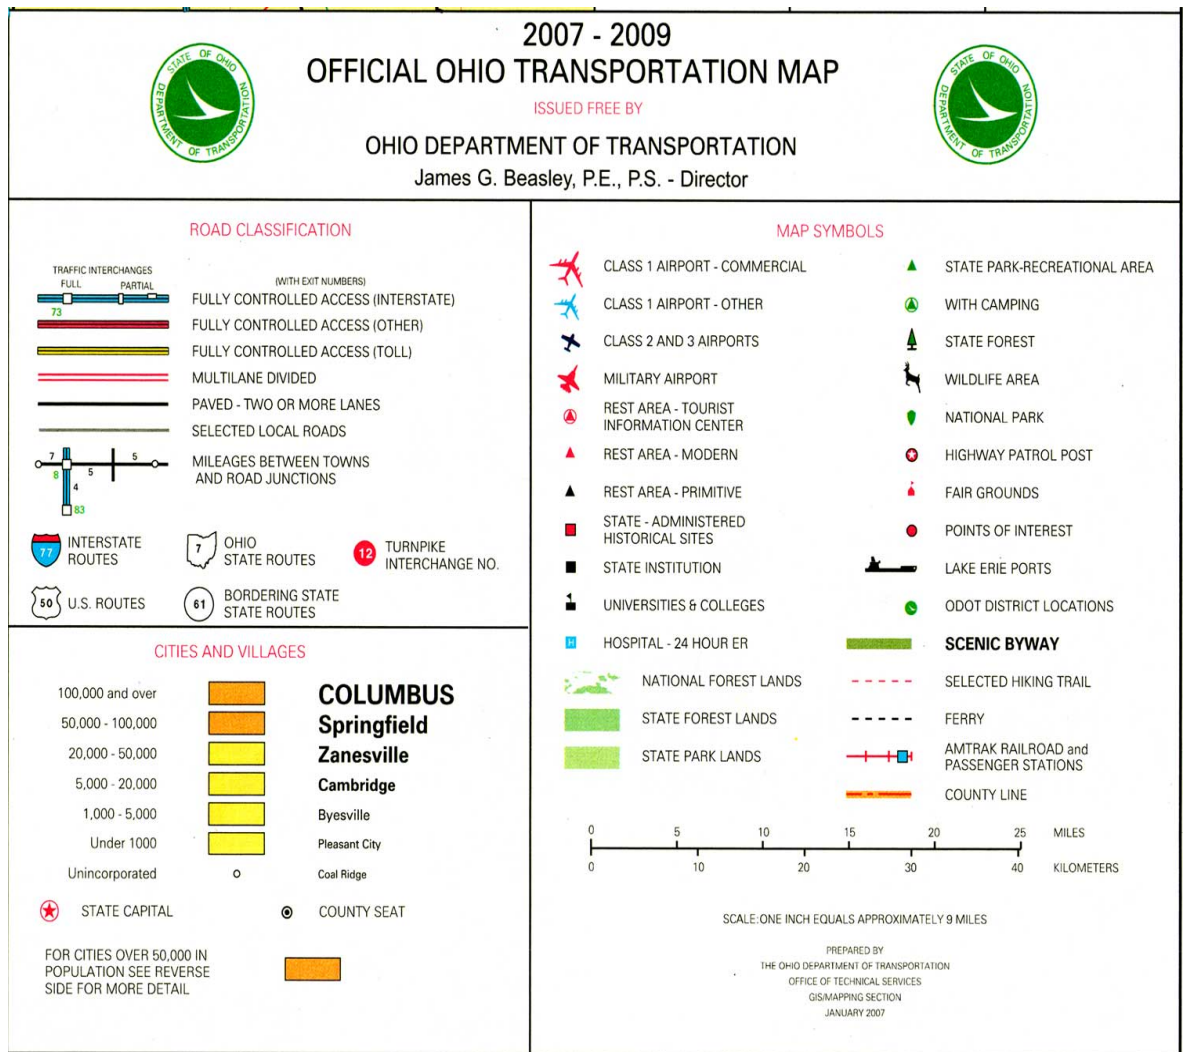 2007 - 2009
OFFICIAL OHIO TRANSPORTATION MAP
ISSUED FREE BY
OHIO DEPARTMENT OF TRANSPORTATION
James G. Beasley, P.E., P.S. - Director
STATE OF OHIO
DEPARTMENT OF TRANSPORTATION
STATE OF OHIO
DEPARTMENT OF TRANSPORTATION
ROAD CLASSIFICATION
TRAFFIC INTERCHANGES
FULL PARTIAL
(WITH EXIT NUMBERS)
FULLY CONTROLLED ACCESS (INTERSTATE)
73
FULLY CONTROLLED ACCESS (OTHER)
FULLY CONTROLLED ACCESS (TOLL)
MULTILANE DIVIDED
PAVED - TWO OR MORE LANES
SELECTED LOCAL ROADS
7 5
8 5
4
83
MILEAGES BETWEEN TOWNS
AND ROAD JUNCTIONS
77
INTERSTATE
ROUTES
7
OHIO
STATE ROUTES
12
TURNPIKE
INTERCHANGE NO.
50
U.S. ROUTES
61
BORDERING STATE
STATE ROUTES
CITIES AND VILLAGES
100,000 and over COLUMBUS
50,000 - 100,000 Springfield
20,000 - 50,000 Zanesville
5,000 - 20,000 Cambridge
1,000 - 5,000 Byesville
Under 1000 Pleasant City
Unincorporated Coal Ridge
STATE CAPITAL COUNTY SEAT
FOR CITIES OVER 50,000 IN
POPULATION SEE REVERSE
SIDE FOR MORE DETAIL
MAP SYMBOLS
CLASS 1 AIRPORT - COMMERCIAL
CLASS 1 AIRPORT - OTHER
CLASS 2 AND 3 AIRPORTS
MILITARY AIRPORT
REST AREA - TOURIST
INFORMATION CENTER
REST AREA - MODERN
REST AREA - PRIMITIVE
STATE - ADMINISTERED
HISTORICAL SITES
STATE INSTITUTION
UNIVERSITIES & COLLEGES
H
HOSPITAL - 24 HOUR ER
NATIONAL FOREST LANDS
STATE FOREST LANDS
STATE PARK LANDS
STATE PARK-RECREATIONAL AREA
WITH CAMPING
STATE FOREST
WILDLIFE AREA
NATIONAL PARK
HIGHWAY PATROL POST
FAIR GROUNDS
POINTS OF INTEREST
LAKE ERIE PORTS
ODOT DISTRICT LOCATIONS
SCENIC BYWAY
SELECTED HIKING TRAIL
FERRY
AMTRAK RAILROAD and
PASSENGER STATIONS
COUNTY LINE
0 5 10 15 20 25 MILES
0 10 20 30 40 KILOMETERS
SCALE:ONE INCH EQUALS APPROXIMATELY 9 MILES
PREPARED BY
THE OHIO DEPARTMENT OF TRANSPORTATION
OFFICE OF TECHNICAL SERVICES
GIS/MAPPING SECTION
JANUARY 2007